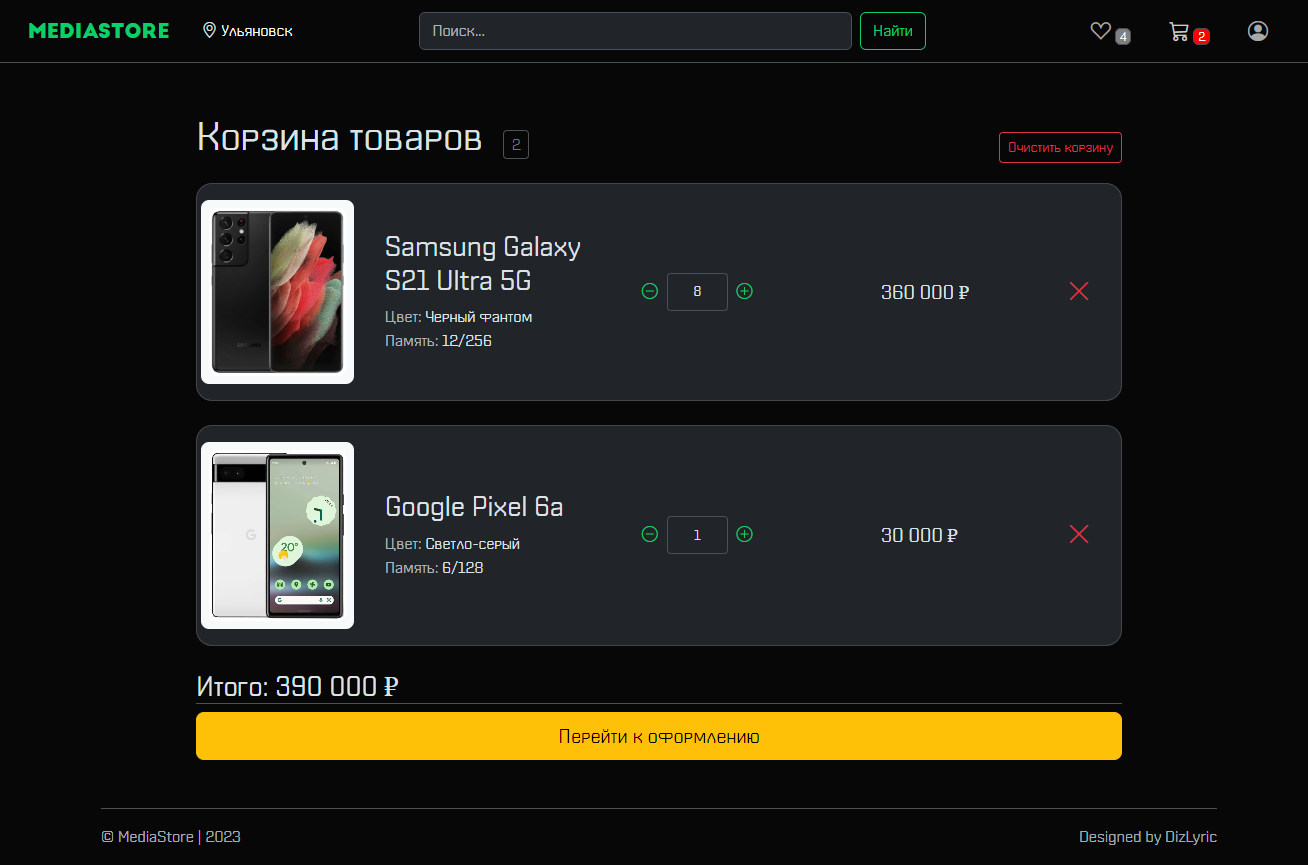 MEDIASTORE
Ульяновск
Поиск...
Найти
4
2
Корзина товаров
2
Очистить корзину
Samsung Galaxy
S21 Ultra 5G
Цвет: Черный фантом
Память: 12/256
8
360 000 ₽
Google Pixel 6a
Цвет: Светло-серый
Память: 6/128
1
30 000 ₽
20°
Итого: 390 000 ₽
Перейти к оформлению
© MediaStore | 2023
Designed by DizLyric